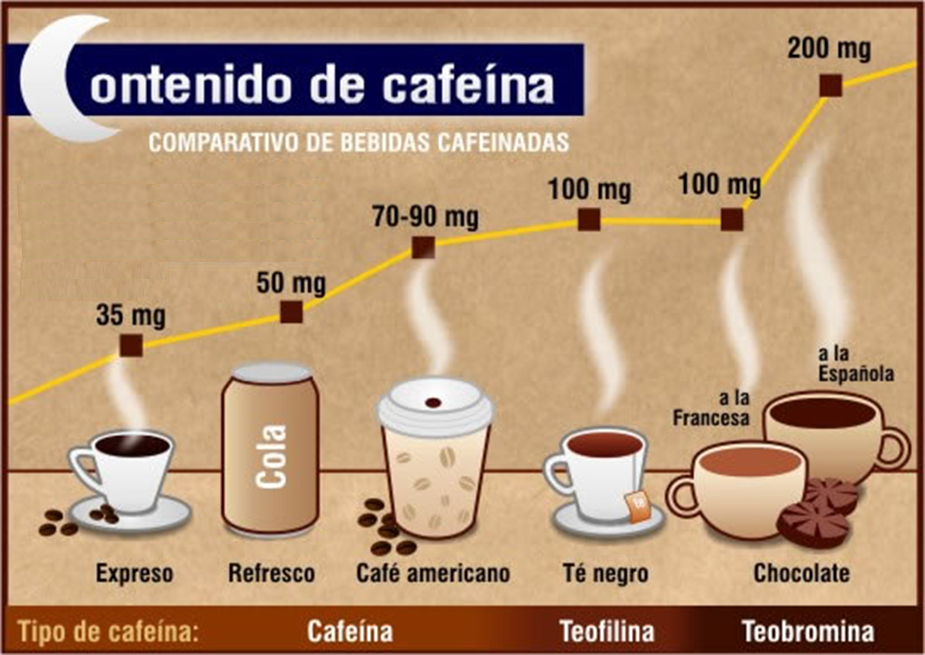 Contenido de cafeína
COMPARATIVO DE BEBIDAS CAFEINADAS
200 mg
100 mg
100 mg
70-90 mg
50 mg
35 mg
a la
Española
a la
Francesa
Cola
té
Expreso
Refresco
Café americano
Té negro
Chocolate
Tipo de cafeína:
Cafeína
Teofilina
Teobromina